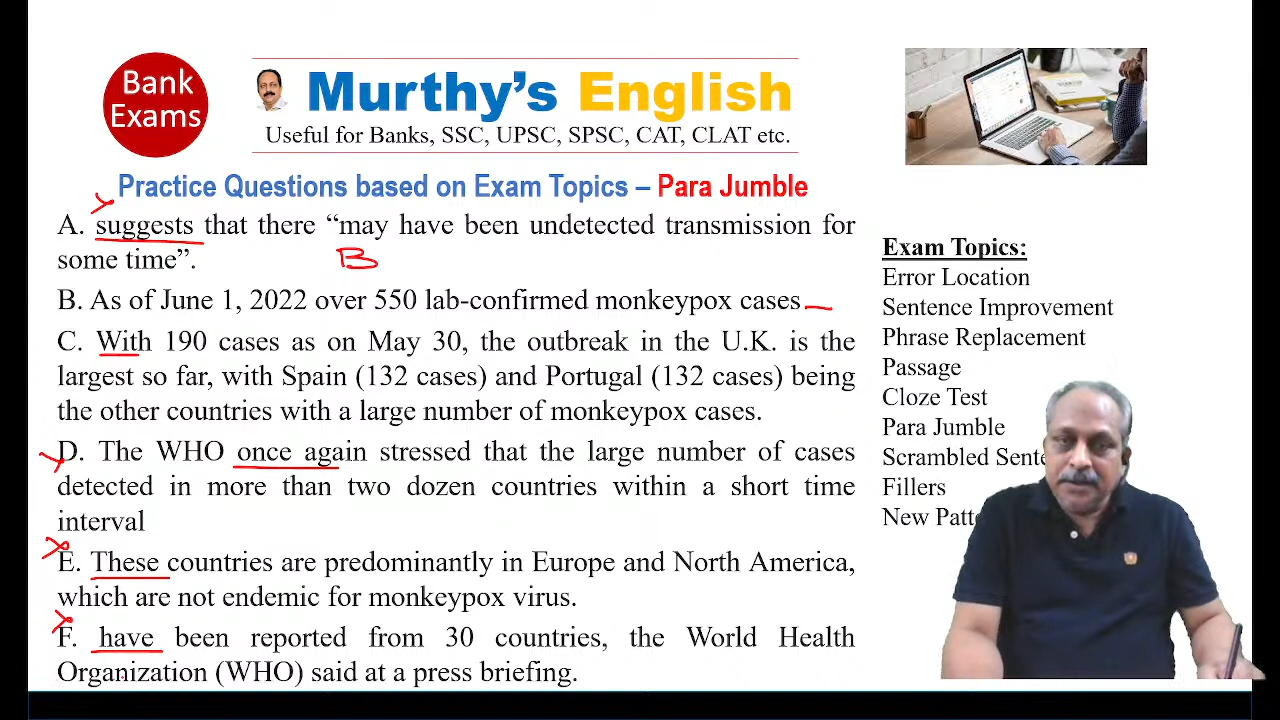 Bank
Exams
Murthy's English
Useful for Banks, SSC, UPSC, SPSC, CAT, CLAT etc.
Practice Questions based on Exam Topics – Para Jumble
A. suggests that there “may have been undetected transmission for
some time”.
B
B. As of June 1, 2022 over 550 lab-confirmed monkeypox cases
C. With 190 cases as on May 30, the outbreak in the U.K. is the
largest so far, with Spain (132 cases) and Portugal (132 cases) being
the other countries with a large number of monkeypox cases.
D. The WHO once again stressed that the large number of cases
detected in more than two dozen countries within a short time
interval
E. These countries are predominantly in Europe and North America,
which are not endemic for monkeypox virus.
F. have been reported from 30 countries, the World Health
Organization (WHO) said at a press briefing.
Exam Topics:
Error Location
Sentence Improvement
Phrase Replacement
Passage
Cloze Test
Para Jumble
Scrambled Sente
Fillers
New Patt